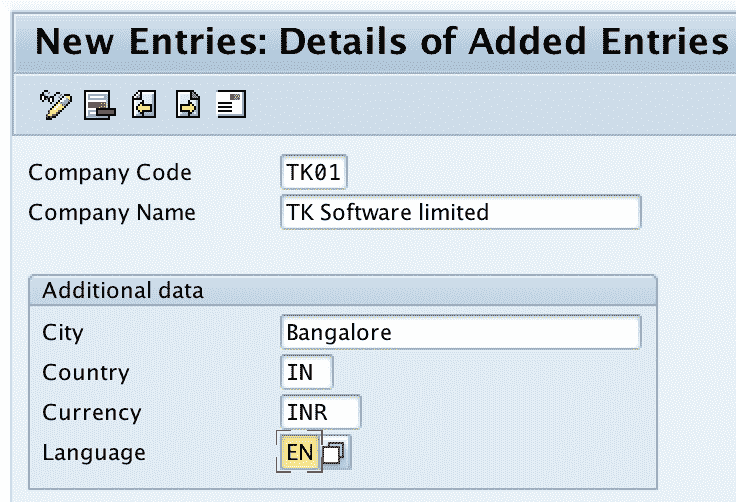 New Entries: Details of Added Entries
Company Code TK01
Company Name TK Software limited
Additional data
City Bangalore
Country IN
Currency INR
Language EN